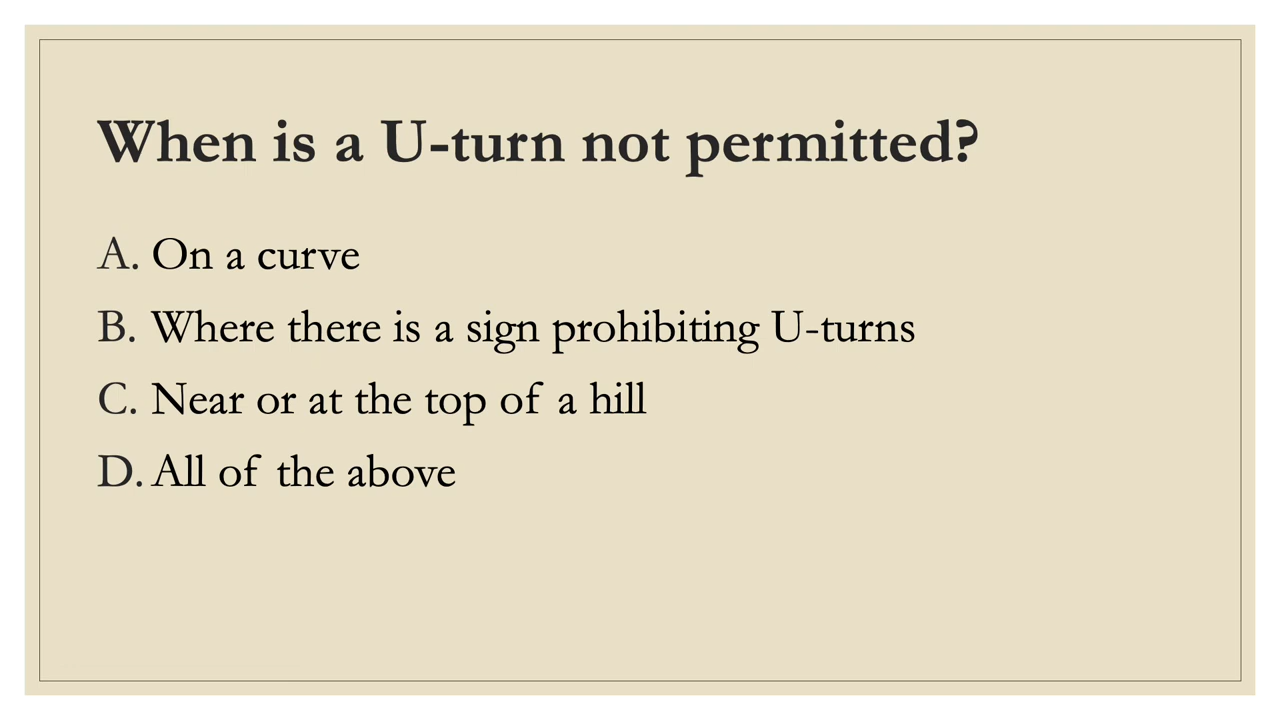 When is a U-turn not permitted?
A. On a curve
B. Where there is a sign prohibiting U-turns
C. Near or at the top of a hill
D. All of the above